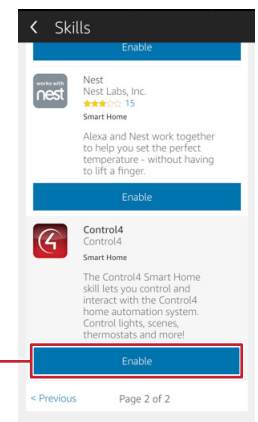 < Skills
Enable
works with
nest
Nest
Nest Labs, Inc.
15
Smart Home
Alexa and Nest work together
to help you set the perfect
temperature - without having
to lift a finger.
Enable
4
Control4
Control4
Smart Home
The Control4 Smart Home
skill lets you control and
interact with the Control4
home automation system.
Control lights, scenes,
thermostats and more!
Enable
< Previous Page 2 of 2